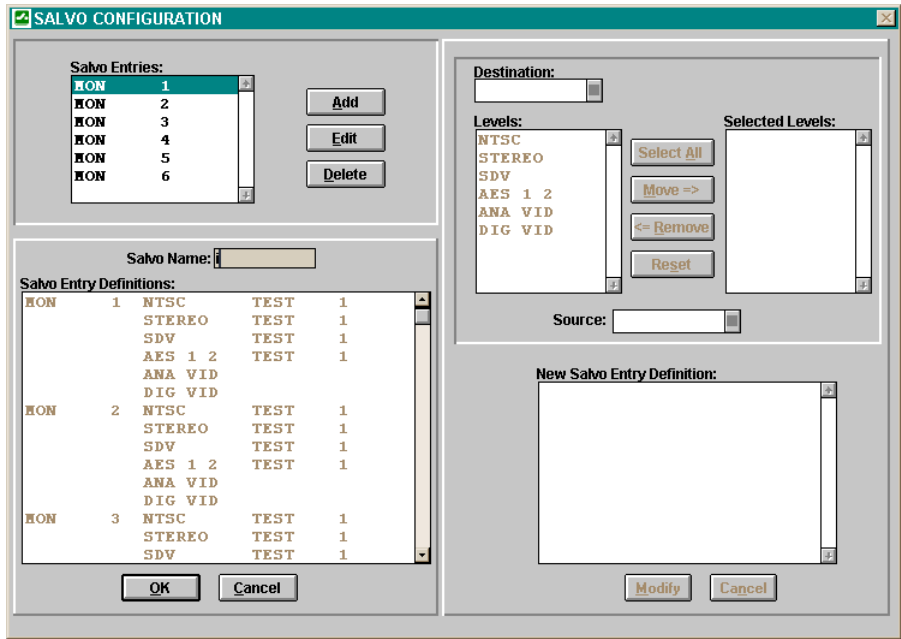 SALVO CONFIGURATION
Salvo Entries:
MON 1
MON 2
MON 3
MON 4
MON 5
MON 6
Add
Edit
Delete
Salvo Name: i
Salvo Entry Definitions:
MON 1 NTSC TEST 1
STEREO TEST 1
SDV TEST 1
AES 1 2 TEST 1
ANA VID
DIG VID
MON 2 NTSC TEST 1
STEREO TEST 1
SDV TEST 1
AES 1 2 TEST 1
ANA VID
DIG VID
MON 3 NTSC TEST 1
STEREO TEST 1
SDV TEST 1
OK Cancel
Destination:
Levels:
NTSC
STEREO
SDV
AES 1 2
ANA VID
DIG VID
Select All
Move =>
<= Remove
Reset
Selected Levels:
Source:
New Salvo Entry Definition:
Modify Cancel